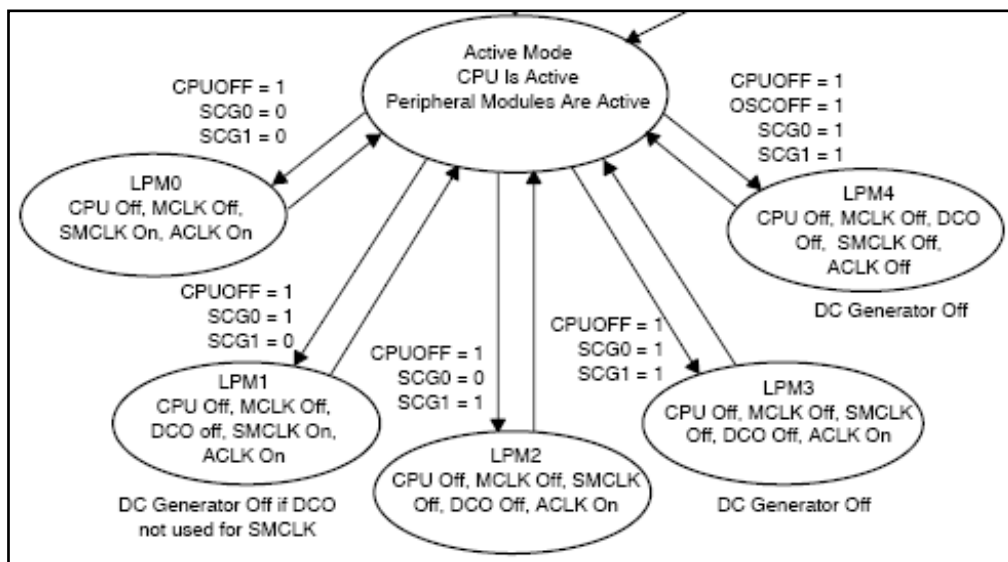 Active Mode
CPU Is Active
Peripheral Modules Are Active
CPUOFF = 1
SCG0 = 0
SCG1 = 0
CPUOFF = 1
OSCOFF = 1
SCG0 = 1
SCG1 = 1
LPM0
CPU Off, MCLK Off,
SMCLK On, ACLK On
LPM4
CPU Off, MCLK Off, DCO
Off, SMCLK Off,
ACLK Off
DC Generator Off
CPUOFF = 1
SCG0 = 1
SCG1 = 0
CPUOFF = 1
SCG0 = 0
SCG1 = 1
CPUOFF = 1
SCG0 = 1
SCG1 = 1
LPM1
CPU Off, MCLK Off,
DCO off, SMCLK On,
ACLK On
DC Generator Off if DCO
not used for SMCLK
LPM2
CPU Off, MCLK Off, SMCLK
Off, DCO Off, ACLK On
LPM3
CPU Off, MCLK Off, SMCLK
Off, DCO Off, ACLK On
DC Generator Off